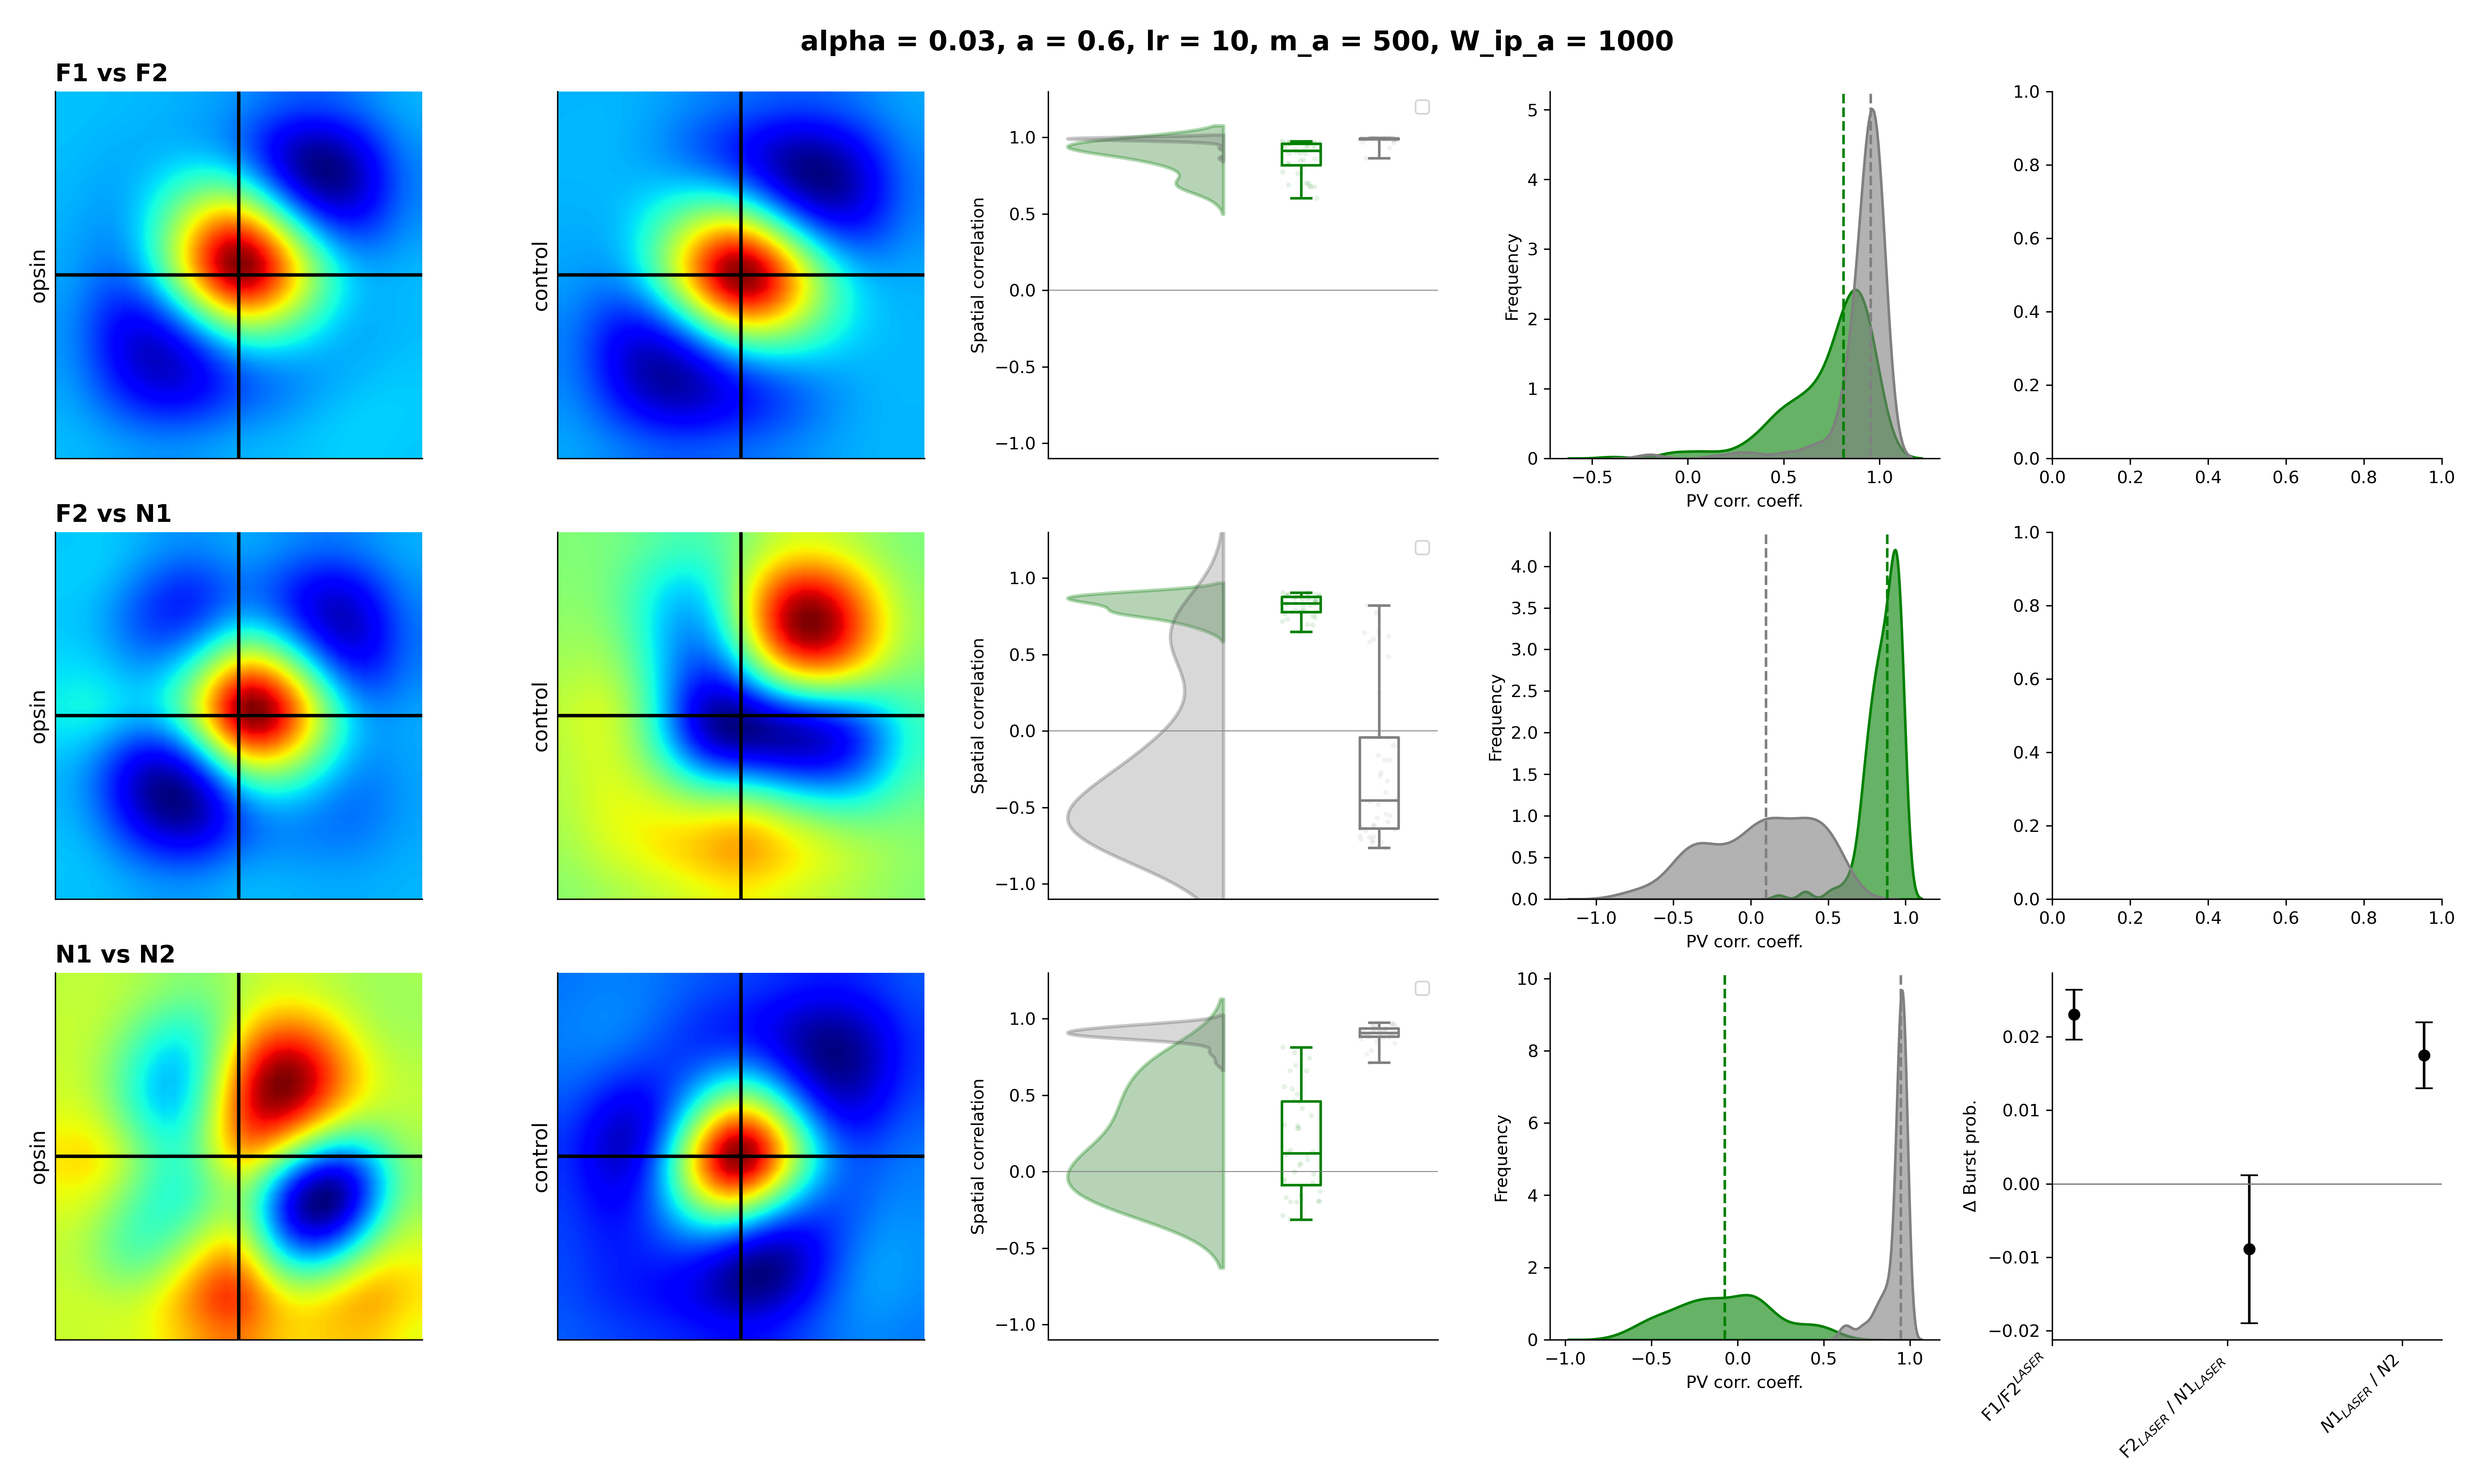 alpha = 0.03, a = 0.6, lr = 10, m_a = 500, W_ip_a = 1000
F1 vs F2
opsin
control
Spatial correlation
1.0
0.5
0.0
−0.5
−1.0
Frequency
5
4
3
2
1
0
−0.5 0.0 0.5 1.0
PV corr. coeff.
1.0
0.8
0.6
0.4
0.2
0.0
0.0 0.2 0.4 0.6 0.8 1.0
F2 vs N1
opsin
control
Spatial correlation
1.0
0.5
0.0
−0.5
−1.0
Frequency
4.0
3.5
3.0
2.5
2.0
1.5
1.0
0.5
0.0
−1.0 −0.5 0.0 0.5 1.0
PV corr. coeff.
1.0
0.8
0.6
0.4
0.2
0.0
0.0 0.2 0.4 0.6 0.8 1.0
N1 vs N2
opsin
control
Spatial correlation
1.0
0.5
0.0
−0.5
−1.0
Frequency
10
8
6
4
2
0
−1.0 −0.5 0.0 0.5 1.0
PV corr. coeff.
Δ Burst prob.
0.02
0.01
0.00
−0.01
−0.02
F1/F2^LASER
F2_LASER / N1_LASER
N1_LASER / N2